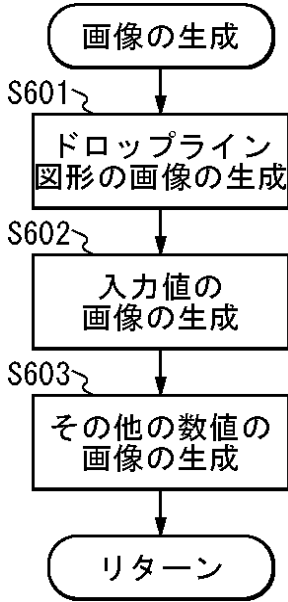 画像の生成
S601
ドロップライン
図形の画像の生成
S602
入力値の
画像の生成
S603
その他の数値の
画像の生成
リターン